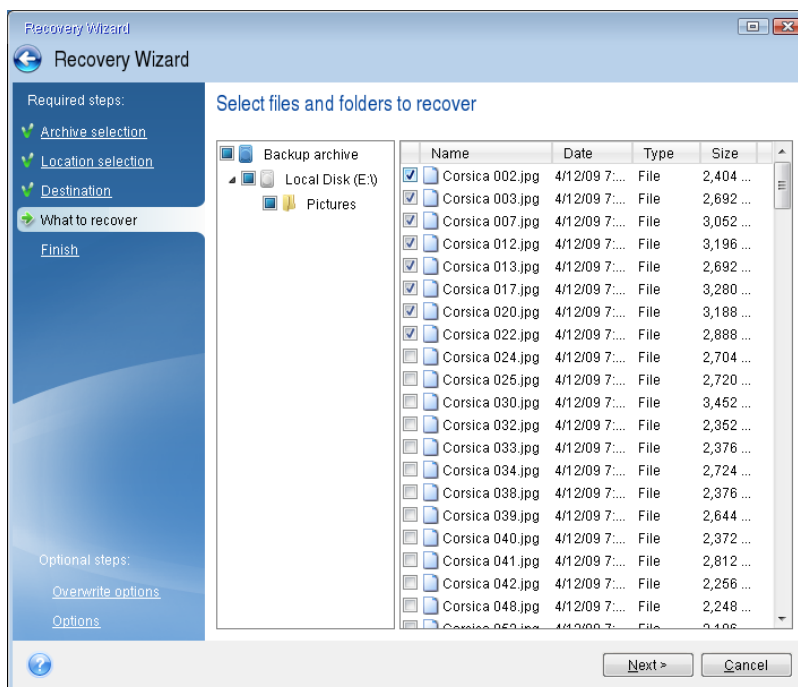 Recovery Wizard
Recovery Wizard
Required steps:
Archive selection
Location selection
Destination
What to recover
Finish
Optional steps:
Overwrite options
Options
Select files and folders to recover
Backup archive
Local Disk (E:\)
Pictures
Name Date Type Size
Corsica 002.jpg 4/12/09 7:... File 2,404 ...
Corsica 003.jpg 4/12/09 7:... File 2,692 ...
Corsica 007.jpg 4/12/09 7:... File 3,052 ...
Corsica 012.jpg 4/12/09 7:... File 3,196 ...
Corsica 013.jpg 4/12/09 7:... File 2,692 ...
Corsica 017.jpg 4/12/09 7:... File 3,280 ...
Corsica 020.jpg 4/12/09 7:... File 3,188 ...
Corsica 022.jpg 4/12/09 7:... File 2,888 ...
Corsica 024.jpg 4/12/09 7:... File 2,704 ...
Corsica 025.jpg 4/12/09 7:... File 2,720 ...
Corsica 030.jpg 4/12/09 7:... File 3,452 ...
Corsica 032.jpg 4/12/09 7:... File 2,352 ...
Corsica 033.jpg 4/12/09 7:... File 2,376 ...
Corsica 034.jpg 4/12/09 7:... File 2,724 ...
Corsica 038.jpg 4/12/09 7:... File 2,376 ...
Corsica 039.jpg 4/12/09 7:... File 2,644 ...
Corsica 040.jpg 4/12/09 7:... File 2,372 ...
Corsica 041.jpg 4/12/09 7:... File 2,812 ...
Corsica 042.jpg 4/12/09 7:... File 2,256 ...
Corsica 048.jpg 4/12/09 7:... File 2,248 ...
Next >
Cancel